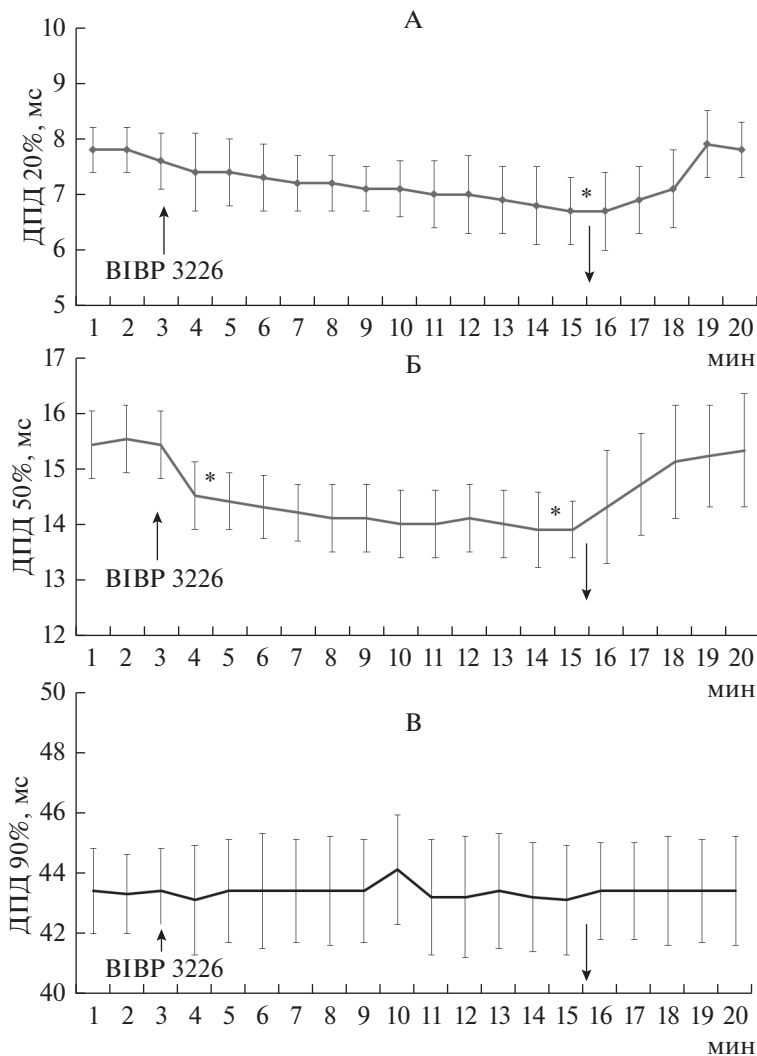 А
10
9
8
7
6
5
ДПД 20%, мс
*
BIBP 3226
1 2 3 4 5 6 7 8 9 10 11 12 13 14 15 16 17 18 19 20
мин
Б
17
16
15
14
13
12
ДПД 50%, мс
*
*
BIBP 3226
1 2 3 4 5 6 7 8 9 10 11 12 13 14 15 16 17 18 19 20
мин
В
50
48
46
44
43
42
40
ДПД 90%, мс
BIBP 3226
1 2 3 4 5 6 7 8 9 10 11 12 13 14 15 16 17 18 19 20
мин